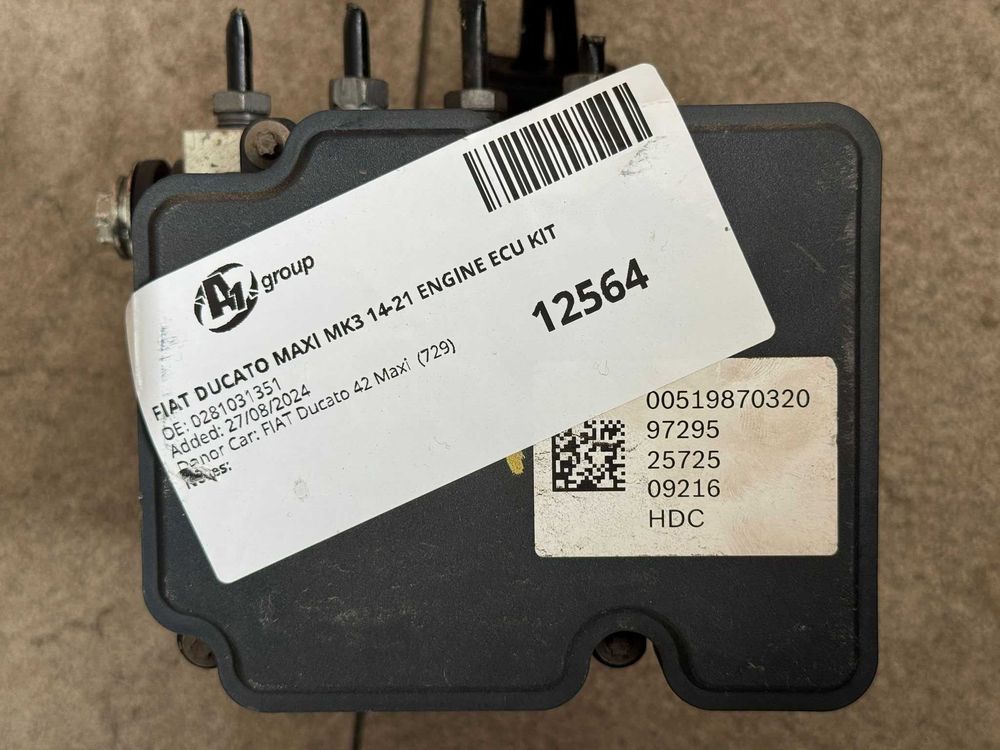 A1 group
FIAT DUCATO MAXI MK3 14-21 ENGINE ECU KIT
OE: 0281031351
Added: 27/08/2024
Donor Car: FIAT Ducato 42 Maxi (729)
Notes:
12564
00519870320
97295
25725
09216
HDC